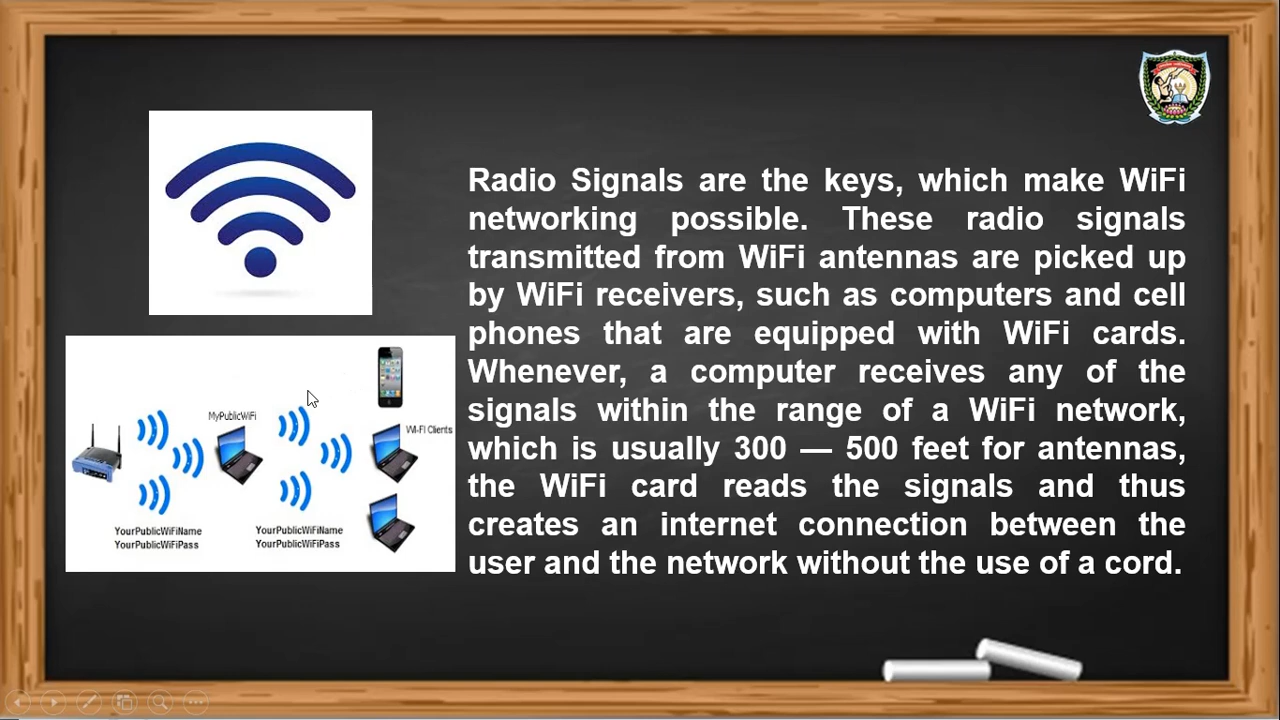 Radio Signals are the keys, which make WiFi
networking possible. These radio signals
transmitted from WiFi antennas are picked up
by WiFi receivers, such as computers and cell
phones that are equipped with WiFi cards.
Whenever, a computer receives any of the
signals within the range of a WiFi network,
which is usually 300 — 500 feet for antennas,
the WiFi card reads the signals and thus
creates an internet connection between the
user and the network without the use of a cord.
MyPublicWiFi
WI-FI Clients
YourPublicWiFiName
YourPublicWiFiPass
YourPublicWiFiName
YourPublicWiFiPass